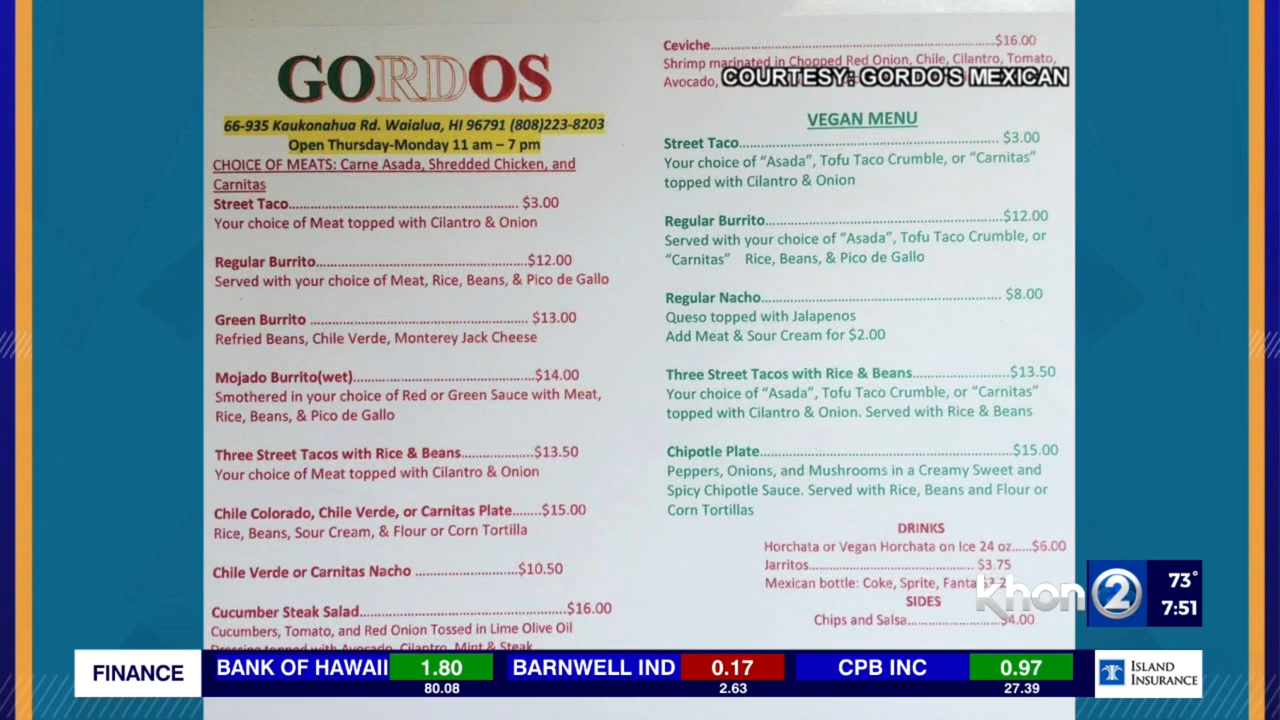 GORDOS
66-935 Kaukonahua Rd. Waialua, HI 96791 (808)223-8203
Open Thursday-Monday 11 am – 7 pm
CHOICE OF MEATS: Carne Asada, Shredded Chicken, and
Carnitas
Street Taco.................................................... $3.00
Your choice of Meat topped with Cilantro & Onion
Regular Burrito................................................$12.00
Served with your choice of Meat, Rice, Beans, & Pico de Gallo
Green Burrito ................................................. $13.00
Refried Beans, Chile Verde, Monterey Jack Cheese
Mojado Burrito(wet)..........................................$14.00
Smothered in your choice of Red or Green Sauce with Meat,
Rice, Beans, & Pico de Gallo
Three Street Tacos with Rice & Beans..................$13.50
Your choice of Meat topped with Cilantro & Onion
Chile Colorado, Chile Verde, or Carnitas Plate.......$15.00
Rice, Beans, Sour Cream, & Flour or Corn Tortilla
Chile Verde or Carnitas Nacho .......................$10.50
Cucumber Steak Salad................................................$16.00
Cucumbers, Tomato, and Red Onion Tossed in Lime Olive Oil
Dressing topped with Avocado, Cilantro, Mint & Steak
Ceviche.................................................................$16.00
Shrimp marinated in Chopped Red Onion, Chile, Cilantro, Tomato,
Avocado,
COURTESY: GORDO'S MEXICAN
VEGAN MENU
Street Taco............................................................ $3.00
Your choice of “Asada”, Tofu Taco Crumble, or “Carnitas”
topped with Cilantro & Onion
Regular Burrito.......................................................$12.00
Served with your choice of “Asada”, Tofu Taco Crumble, or
“Carnitas” Rice, Beans, & Pico de Gallo
Regular Nacho....................................................... $8.00
Queso topped with Jalapenos
Add Meat & Sour Cream for $2.00
Three Street Tacos with Rice & Beans......................$13.50
Your choice of “Asada”, Tofu Taco Crumble, or “Carnitas”
topped with Cilantro & Onion. Served with Rice & Beans
Chipotle Plate..........................................................$15.00
Peppers, Onions, and Mushrooms in a Creamy Sweet and
Spicy Chipotle Sauce. Served with Rice, Beans and Flour or
Corn Tortillas
DRINKS
Horchata or Vegan Horchata on Ice 24 oz.....$6.00
Jarritos......................................... $3.75
Mexican bottle: Coke, Sprite, Fanta
SIDES
Chips and Salsa.......................$4.00
khon 2
73°
7:51
FINANCE
BANK OF HAWAII 1.80 80.08
BARNWELL IND 0.17 2.63
CPB INC 0.97 27.39
ISLAND
INSURANCE